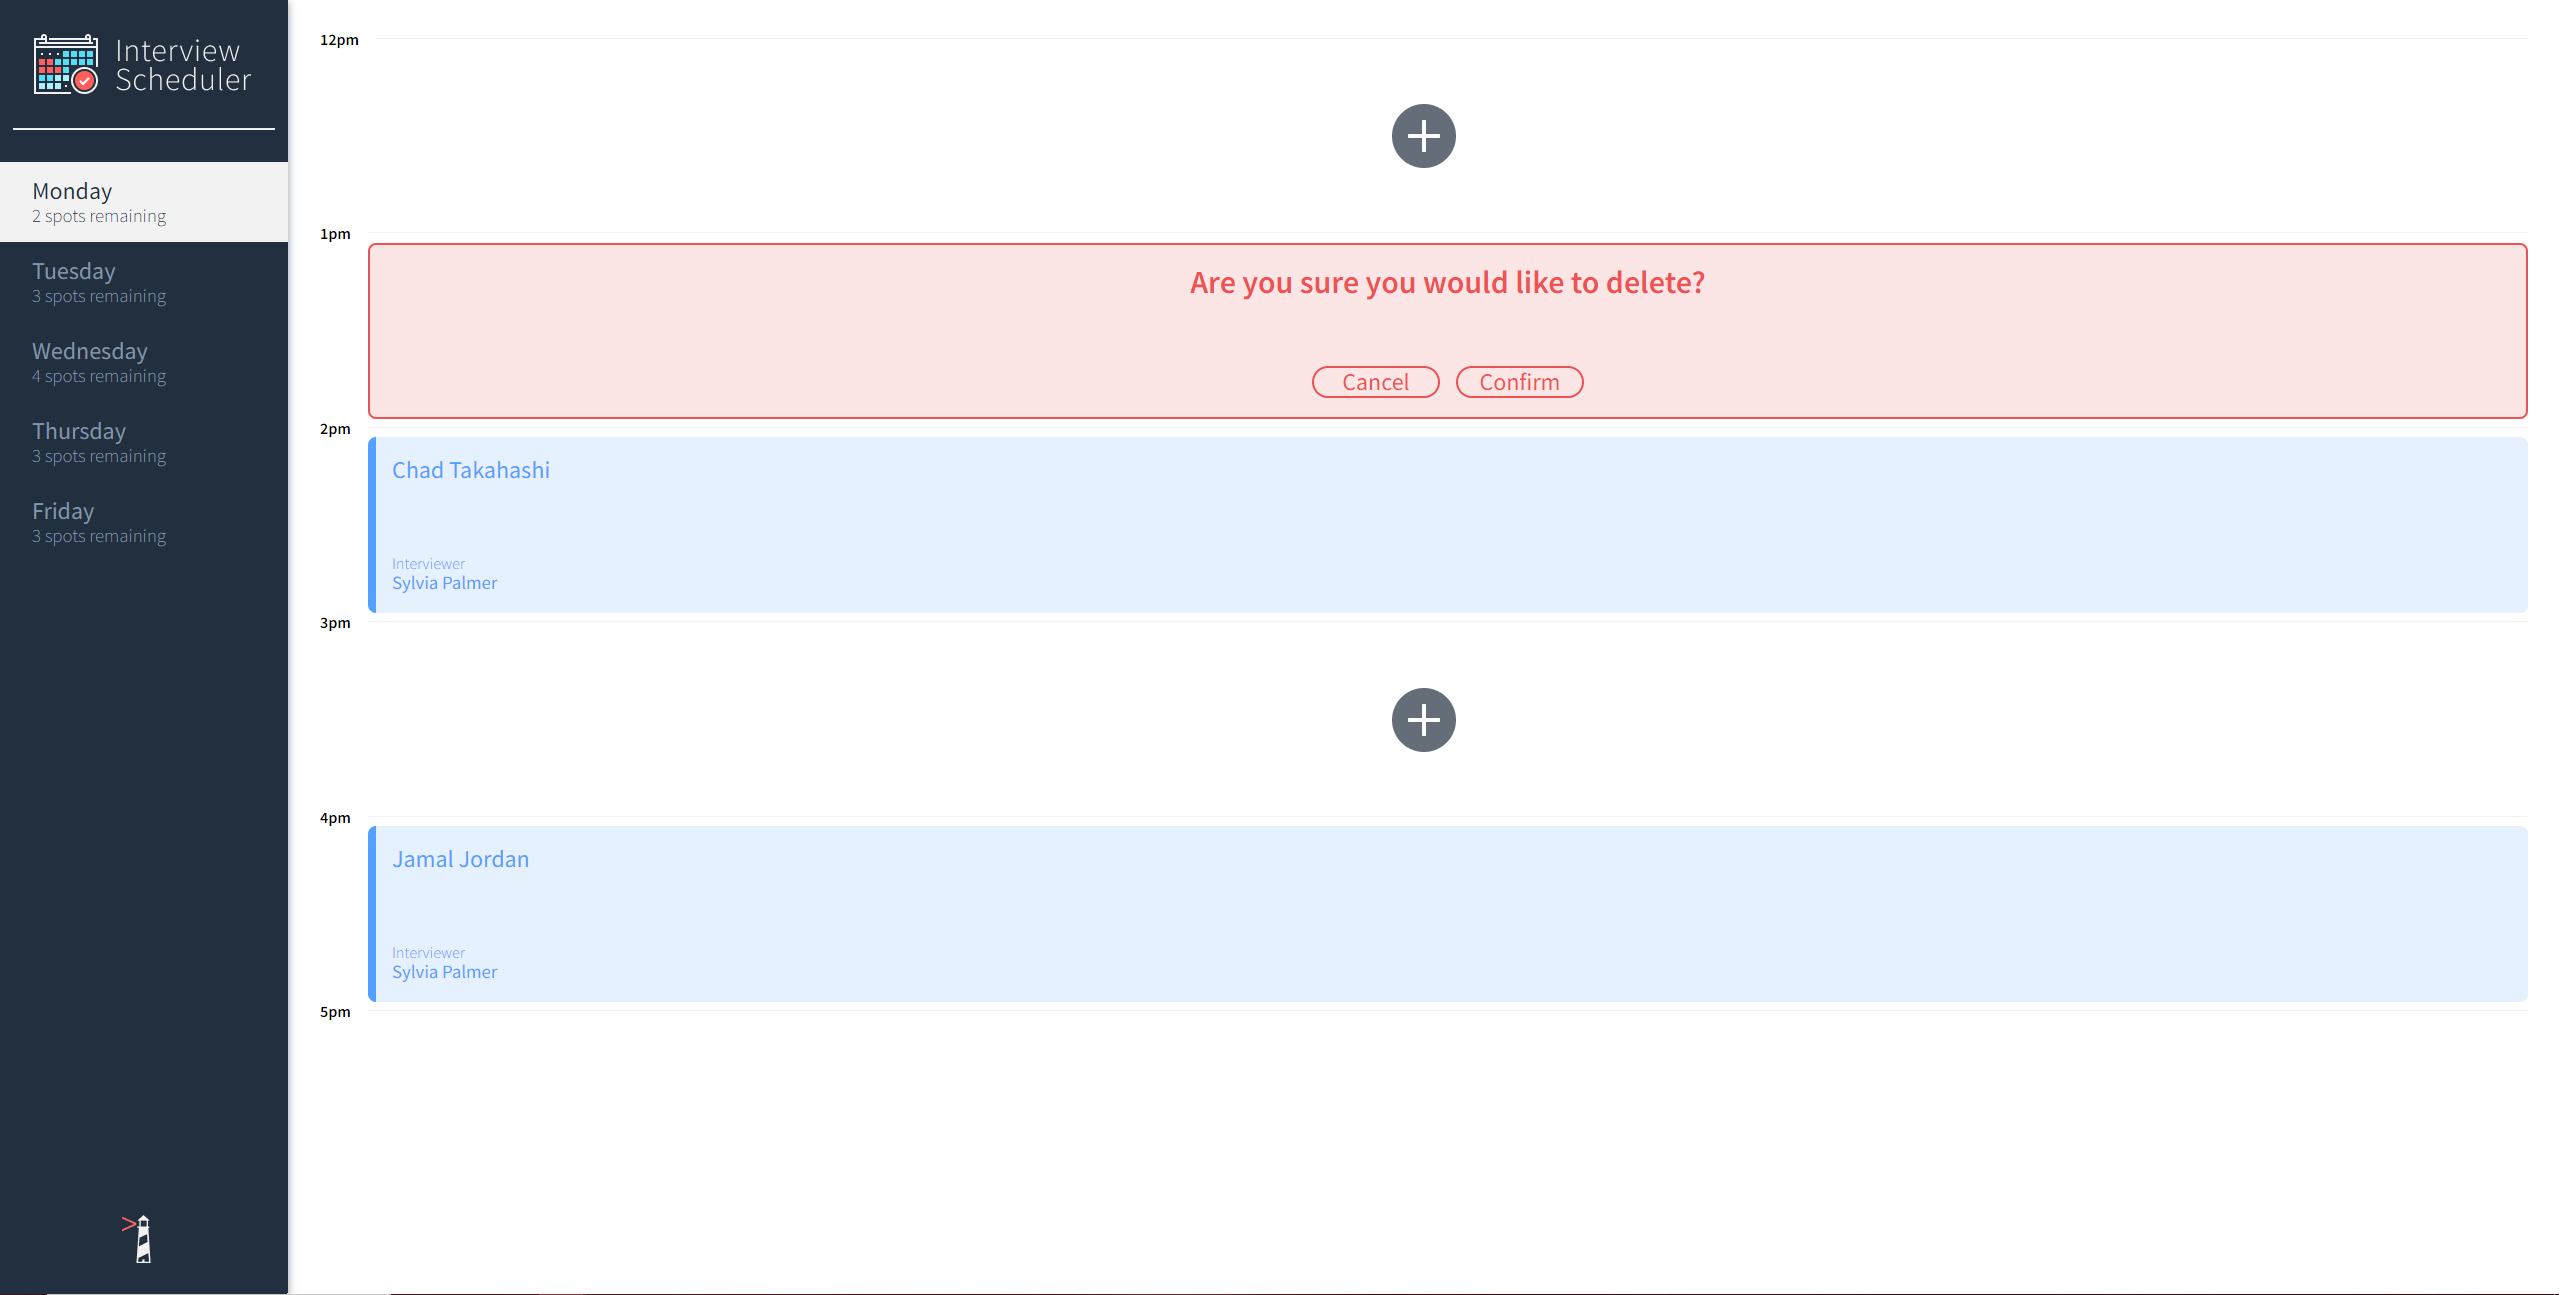 Interview
Scheduler
Monday
2 spots remaining
Tuesday
3 spots remaining
Wednesday
4 spots remaining
Thursday
3 spots remaining
Friday
3 spots remaining
12pm
1pm
Are you sure you would like to delete?
Cancel Confirm
2pm
Chad Takahashi
Interviewer
Sylvia Palmer
3pm
4pm
Jamal Jordan
Interviewer
Sylvia Palmer
5pm